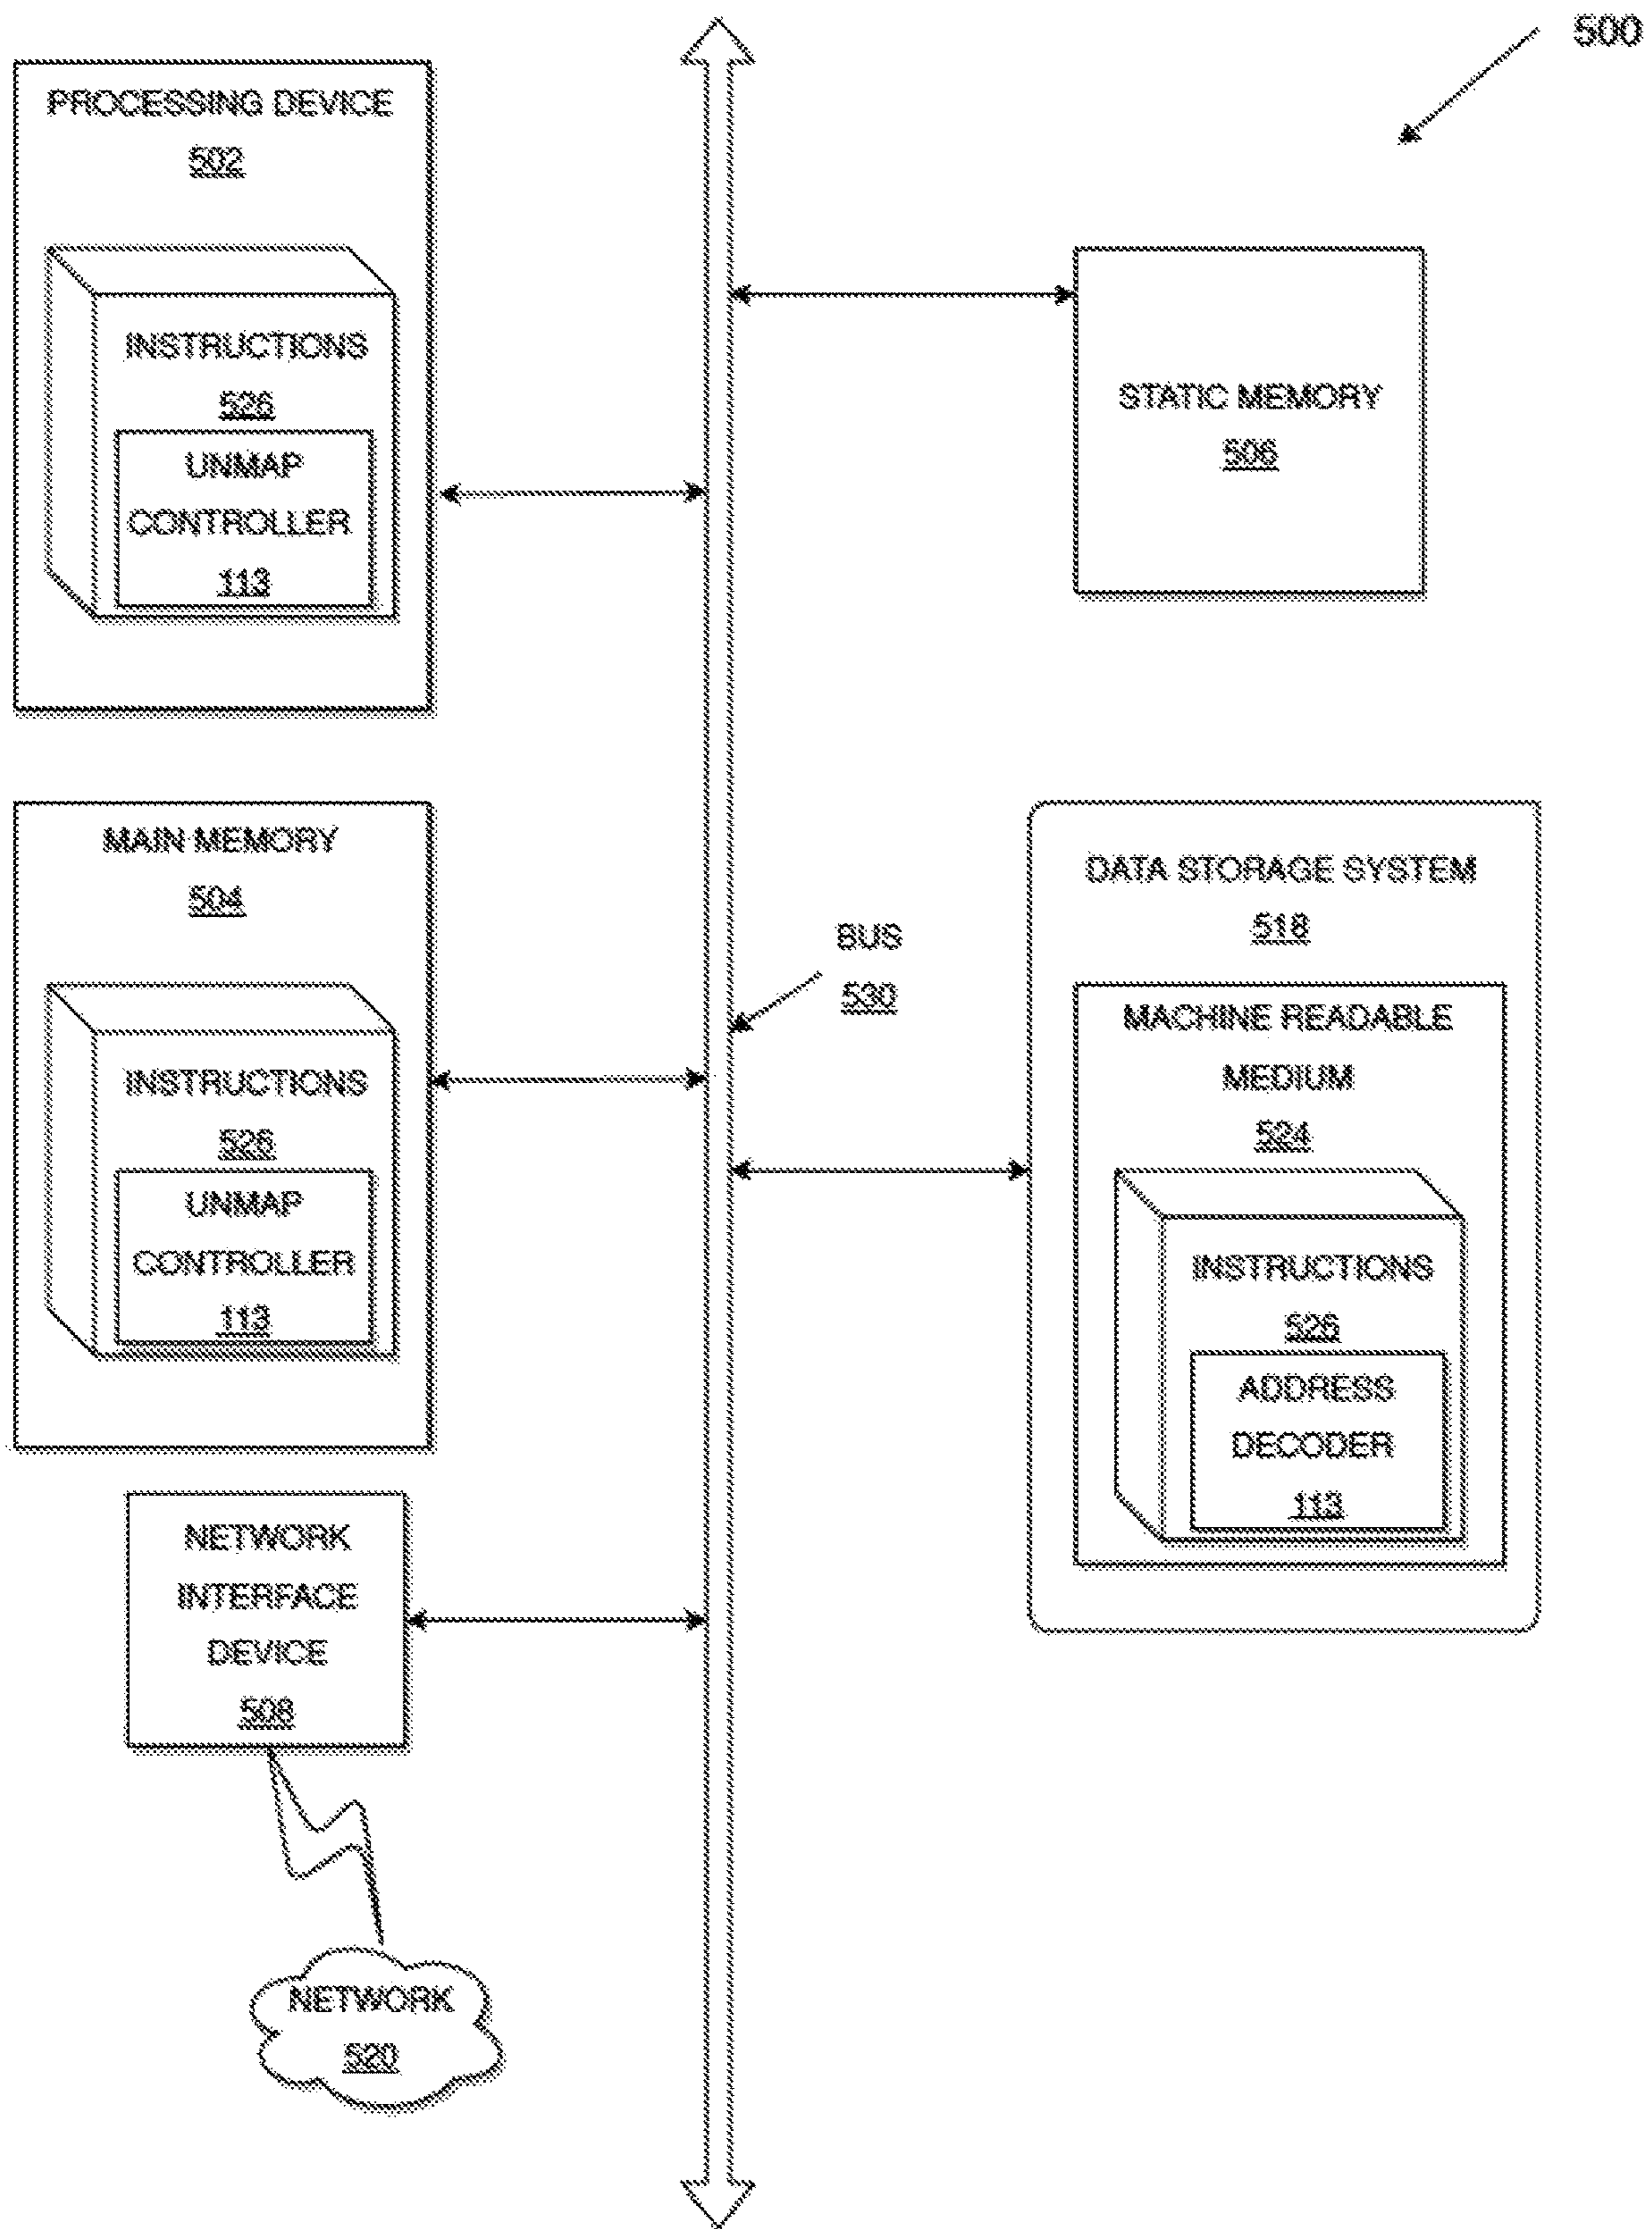 500
PROCESSING DEVICE
502
INSTRUCTIONS
526
UNMAP
CONTROLLER
113
STATIC MEMORY
506
MAIN MEMORY
504
INSTRUCTIONS
526
UNMAP
CONTROLLER
113
BUS
530
DATA STORAGE SYSTEM
518
MACHINE READABLE
MEDIUM
524
INSTRUCTIONS
526
ADDRESS
DECODER
113
NETWORK
INTERFACE
DEVICE
508
NETWORK
520